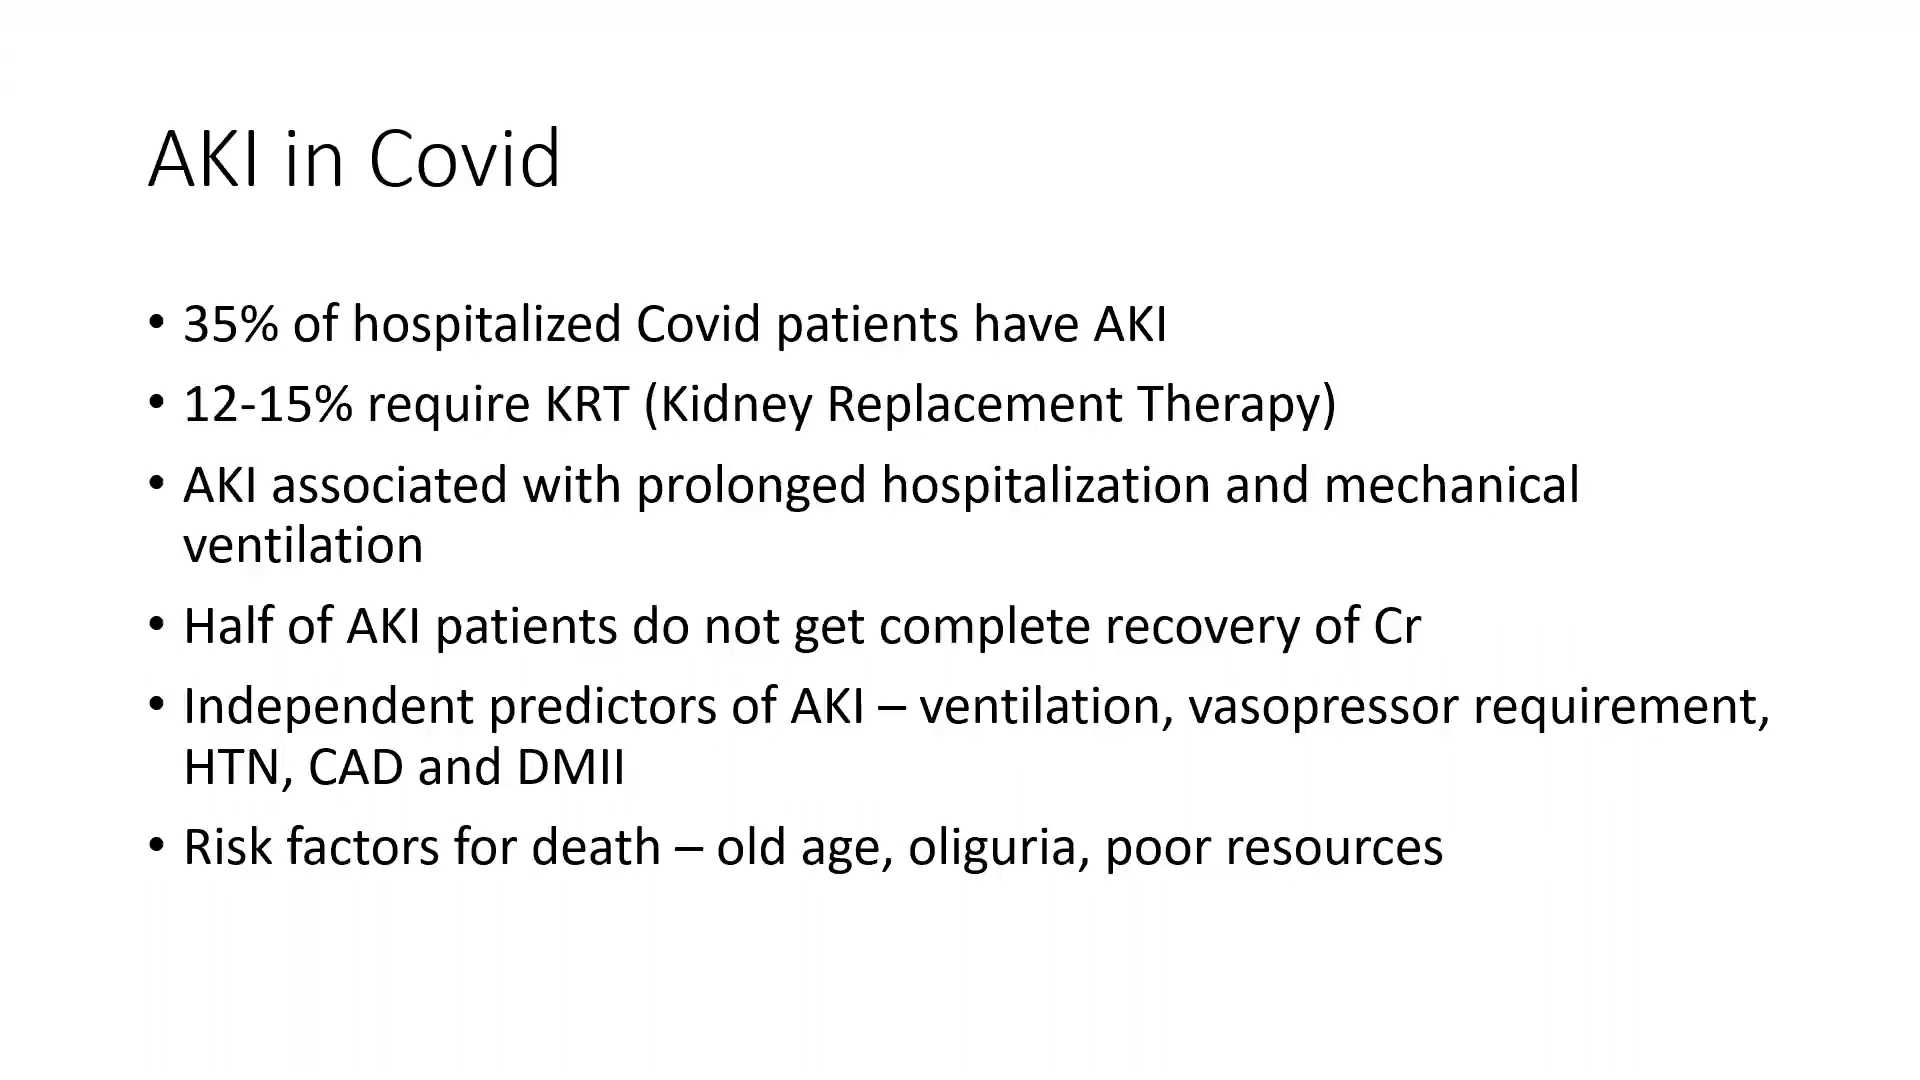 AKI in Covid
• 35% of hospitalized Covid patients have AKI
• 12-15% require KRT (Kidney Replacement Therapy)
• AKI associated with prolonged hospitalization and mechanical
ventilation
• Half of AKI patients do not get complete recovery of Cr
• Independent predictors of AKI – ventilation, vasopressor requirement,
HTN, CAD and DMII
• Risk factors for death – old age, oliguria, poor resources